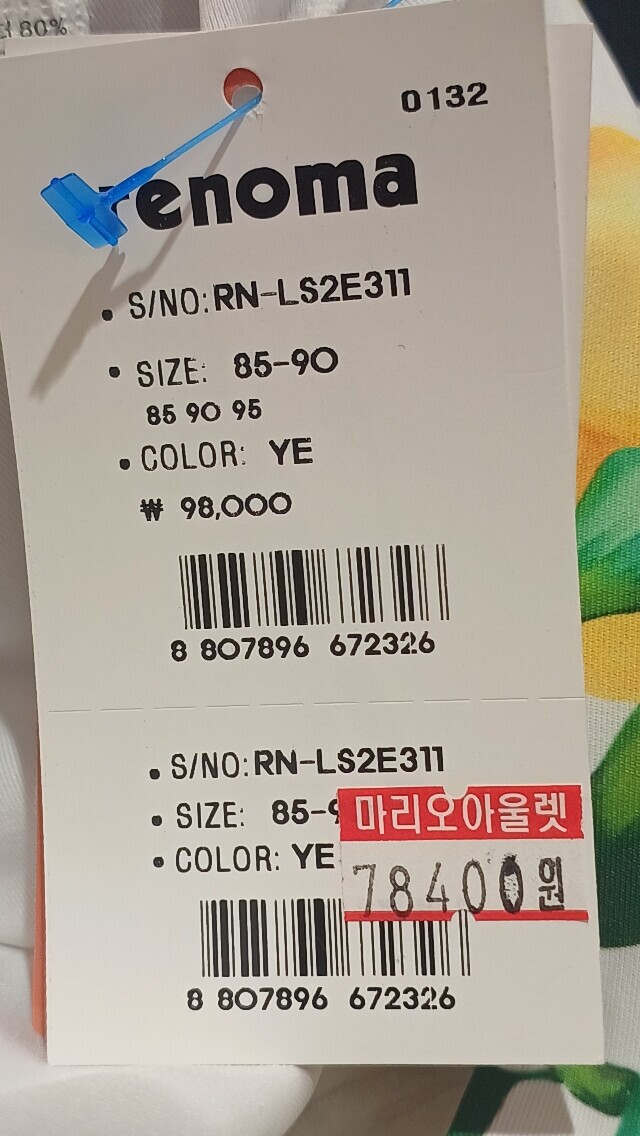 80%
0132
renoma
• S/NO: RN-LS2E311
• SIZE: 85-90
85 90 95
• COLOR: YE
₩ 98,000
8 807896 672326
• S/NO: RN-LS2E311
• SIZE: 85-9
마리오아울렛
• COLOR: YE
78400원
8 807896 672326